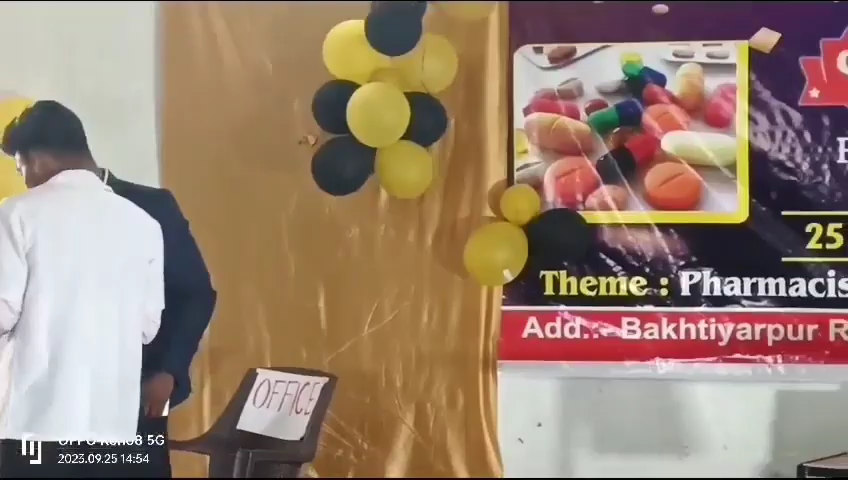 25
Theme : Pharmacis
Add.:- Bakhtiyarpur R
OFFICE
OPPO Reno8 5G
2023.09.25 14:54